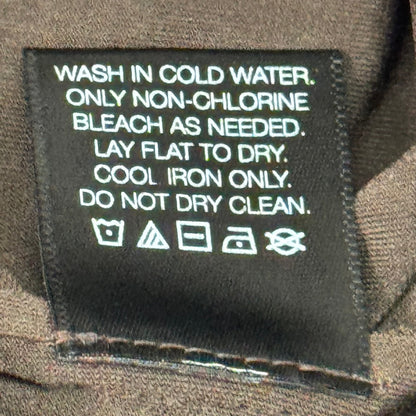 WASH IN COLD WATER.
ONLY NON-CHLORINE
BLEACH AS NEEDED.
LAY FLAT TO DRY.
COOL IRON ONLY.
DO NOT DRY CLEAN.